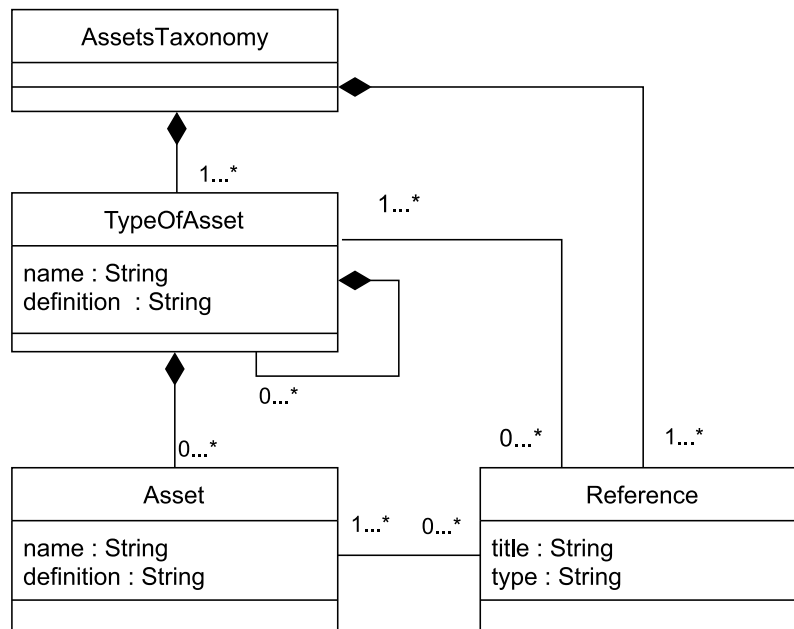 AssetsTaxonomy
1...*
TypeOfAsset
1...*
name : String
definition : String
0...*
0...*
0...*
1...*
Asset
Reference
1...*
0...*
name : String
definition : String
title : String
type : String